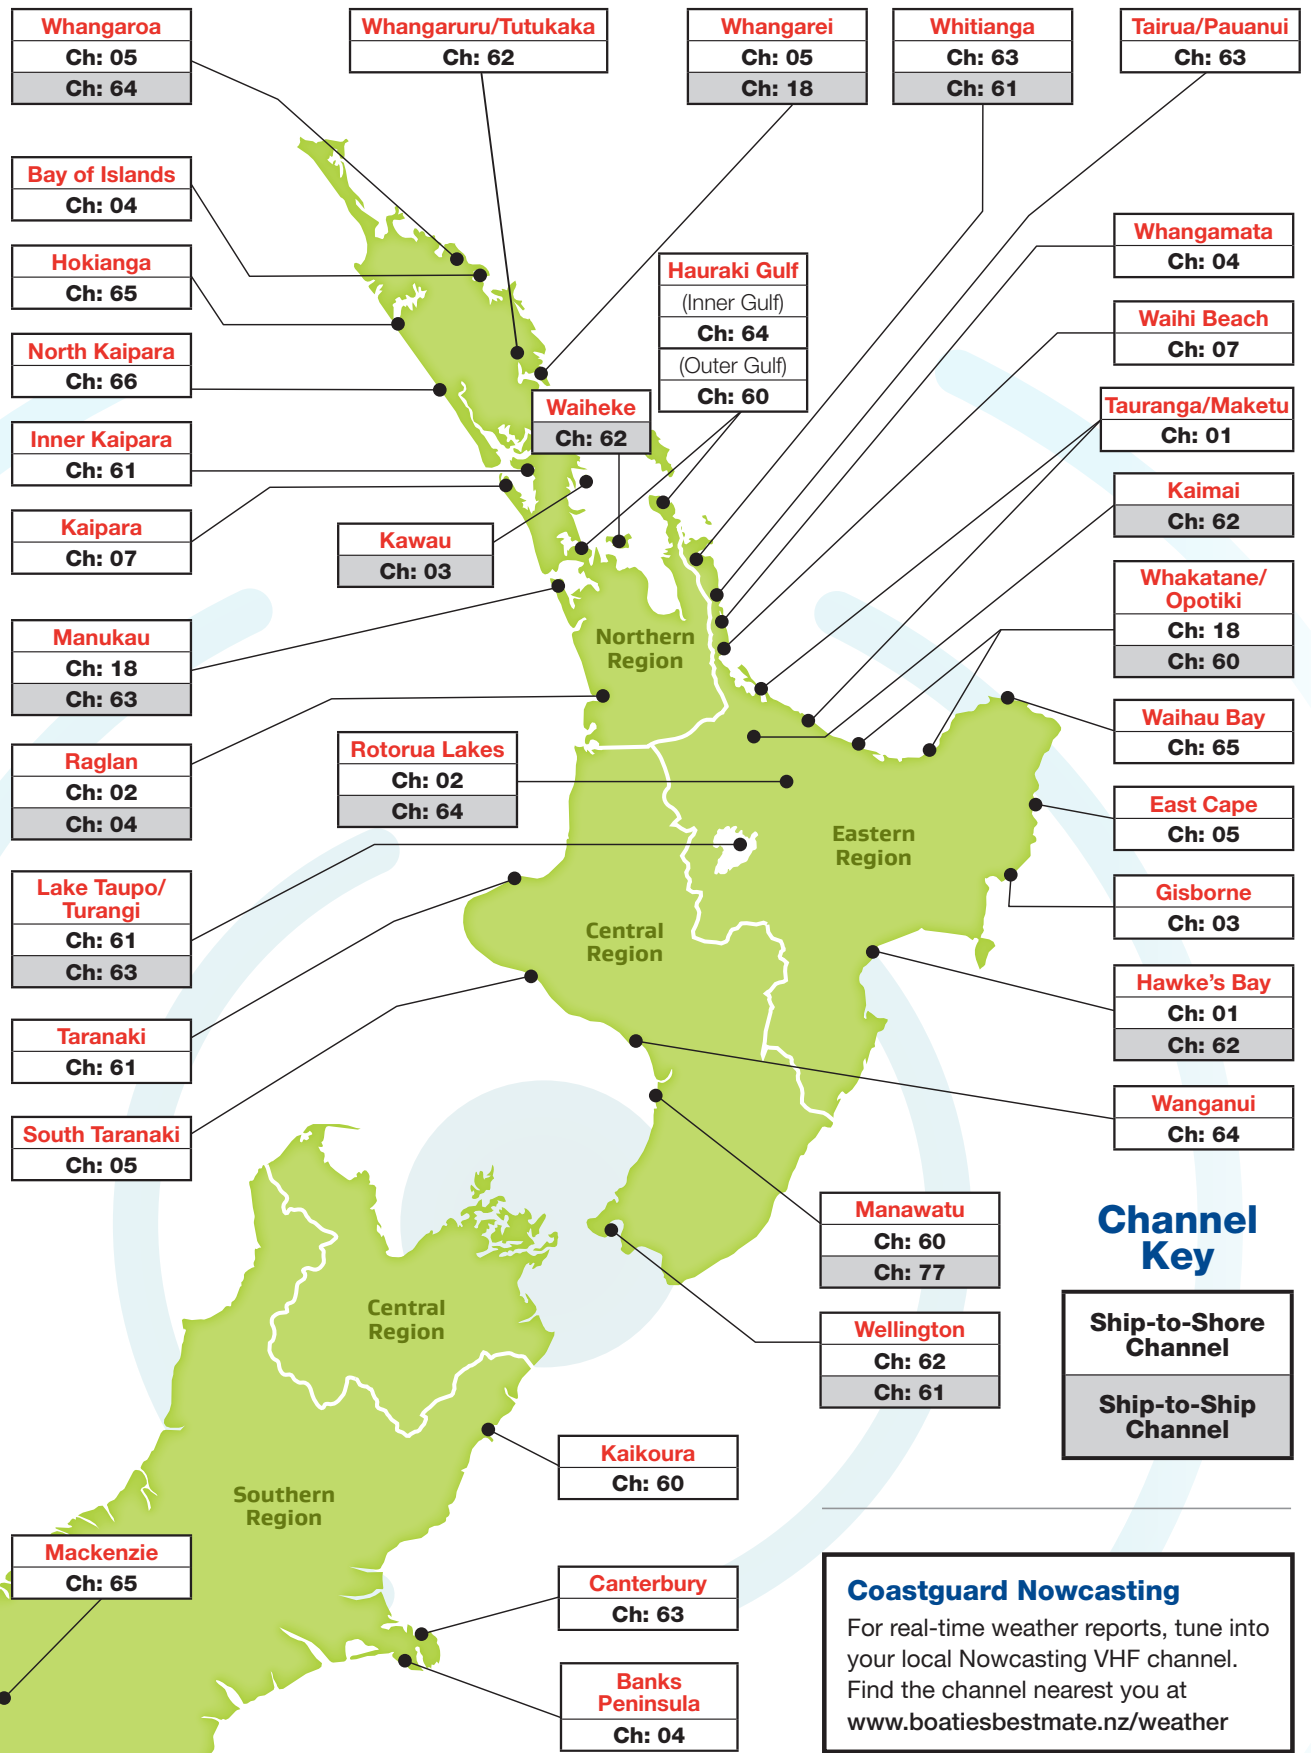 Whangaroa
Ch: 05
Ch: 64
Whangaruru/Tutukaka
Ch: 62
Whangarei
Ch: 05
Ch: 18
Whitianga
Ch: 63
Ch: 61
Tairua/Pauanui
Ch: 63
Bay of Islands
Ch: 04
Hokianga
Ch: 65
North Kaipara
Ch: 66
Inner Kaipara
Ch: 61
Kaipara
Ch: 07
Hauraki Gulf
(Inner Gulf)
Ch: 64
(Outer Gulf)
Ch: 60
Waiheke
Ch: 62
Kawau
Ch: 03
Whangamata
Ch: 04
Waihi Beach
Ch: 07
Tauranga/Maketu
Ch: 01
Kaimai
Ch: 62
Whakatane/
Opotiki
Ch: 18
Ch: 60
Manukau
Ch: 18
Ch: 63
Northern
Region
Waihau Bay
Ch: 65
Raglan
Ch: 02
Ch: 04
Rotorua Lakes
Ch: 02
Ch: 64
East Cape
Ch: 05
Eastern
Region
Lake Taupo/
Turangi
Ch: 61
Ch: 63
Gisborne
Ch: 03
Central
Region
Hawke's Bay
Ch: 01
Ch: 62
Taranaki
Ch: 61
Wanganui
Ch: 64
South Taranaki
Ch: 05
Manawatu
Ch: 60
Ch: 77
Channel
Key
Ship-to-Shore
Channel
Ship-to-Ship
Channel
Central
Region
Wellington
Ch: 62
Ch: 61
Kaikoura
Ch: 60
Southern
Region
Mackenzie
Ch: 65
Canterbury
Ch: 63
Banks
Peninsula
Ch: 04
Coastguard Nowcasting
For real-time weather reports, tune into
your local Nowcasting VHF channel.
Find the channel nearest you at
www.boatiesbestmate.nz/weather